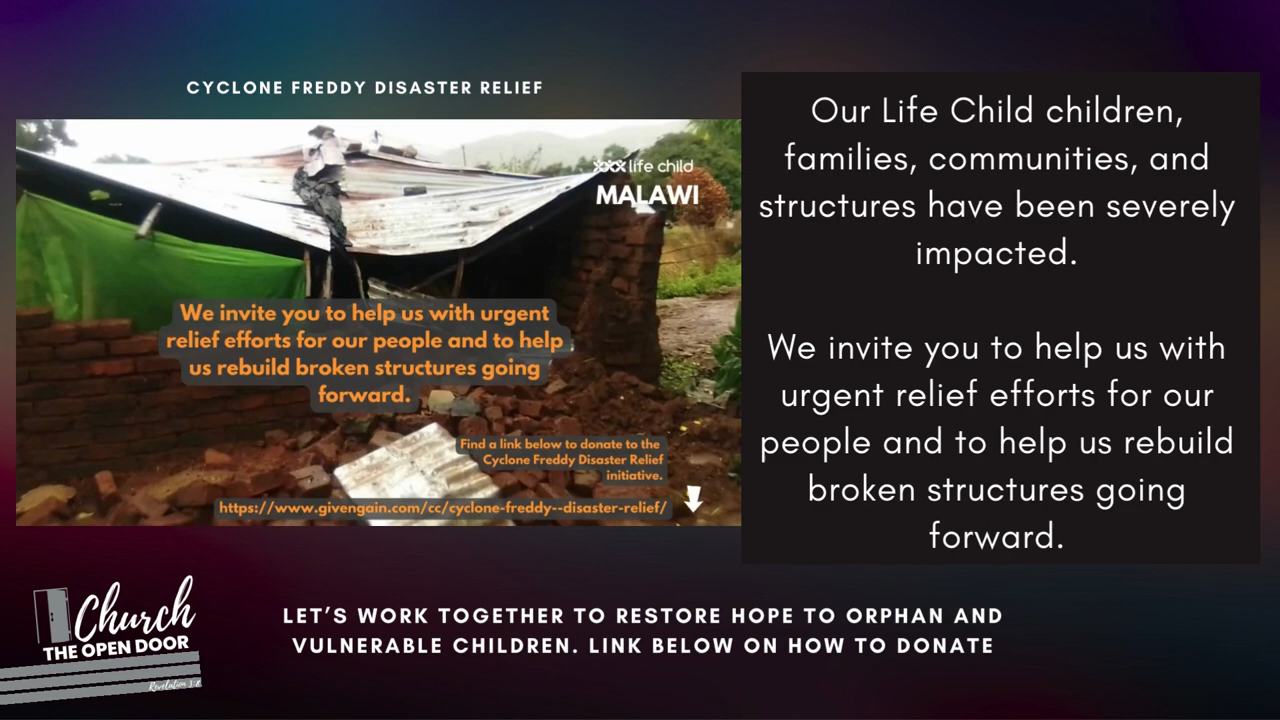 CYCLONE FREDDY DISASTER RELIEF
life child
MALAWI
We invite you to help us with urgent
relief efforts for our people and to help
us rebuild broken structures going
forward.
Find a link below to donate to the
Cyclone Freddy Disaster Relief
initiative.
https://www.givengain.com/cc/cyclone-freddy--disaster-relief/
Our Life Child children,
families, communities, and
structures have been severely
impacted.
We invite you to help us with
urgent relief efforts for our
people and to help us rebuild
broken structures going
forward.
Church
THE OPEN DOOR
Revelation 3:8
LET’S WORK TOGETHER TO RESTORE HOPE TO ORPHAN AND
VULNERABLE CHILDREN. LINK BELOW ON HOW TO DONATE